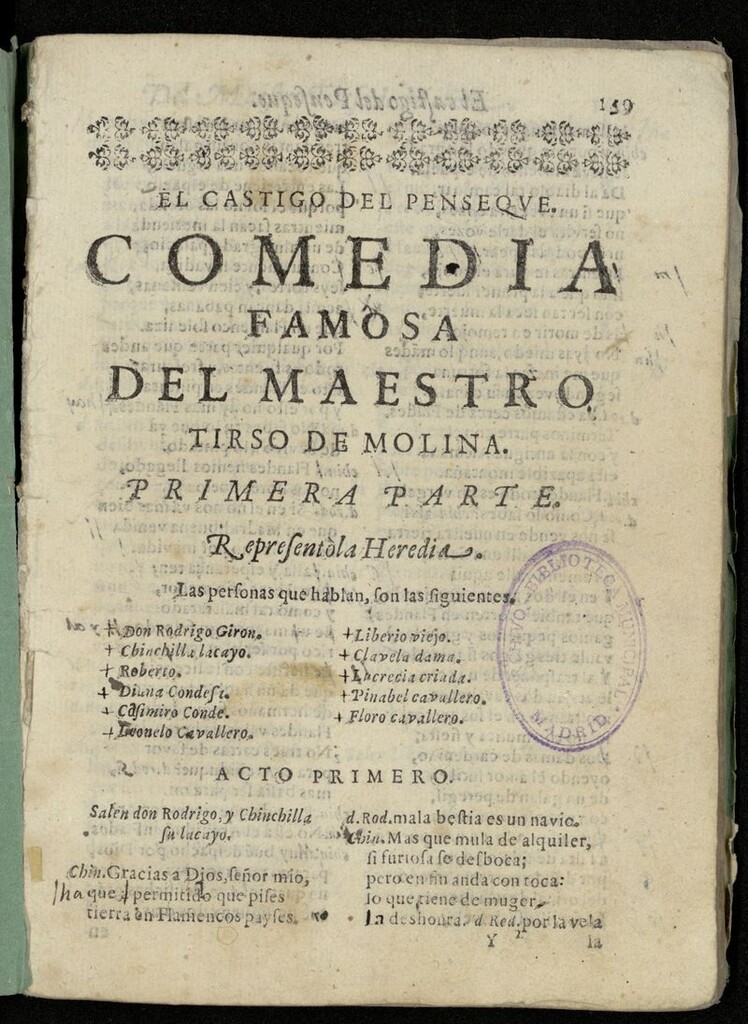 159
EL CASTIGO DEL PENSEQVE.
COMEDIA
FAMOSA
DEL MAESTRO
TIRSO DE MOLINA.
PRIMERA PARTE.
Repreſentòla Heredia.
Las perſonas que hablan, ſon las ſiguientes.
+ Don Rodrigo Giron.
+ Chinchilla lacayo.
+ Roberto.
+ Diana Condeſa.
+ Caſimiro Conde.
+ Leonelo Cavallero.
+ Liberio viejo.
+ Clavela dama.
+ Lucrecia criada.
+ Pinabel cavallero.
+ Floro cavallero.
BIBLIOTECA MUNICIPAL
MADRID
ACTO PRIMERO.
Salen don Rodrigo, y Chinchilla
ſu lacayo.
Chin. Gracias a Dios, ſeñor mio,
ha que permitido que piſes
tierra en Flamencos payſes.
d. Rod. mala beſtia es un navio.
Chin. Mas que mula de alquiler,
ſi furioſa ſe desboca;
pero en fin anda con toca:
lo que tiene de muger.
La deshonra. d. Rod. por la vela
Y
la